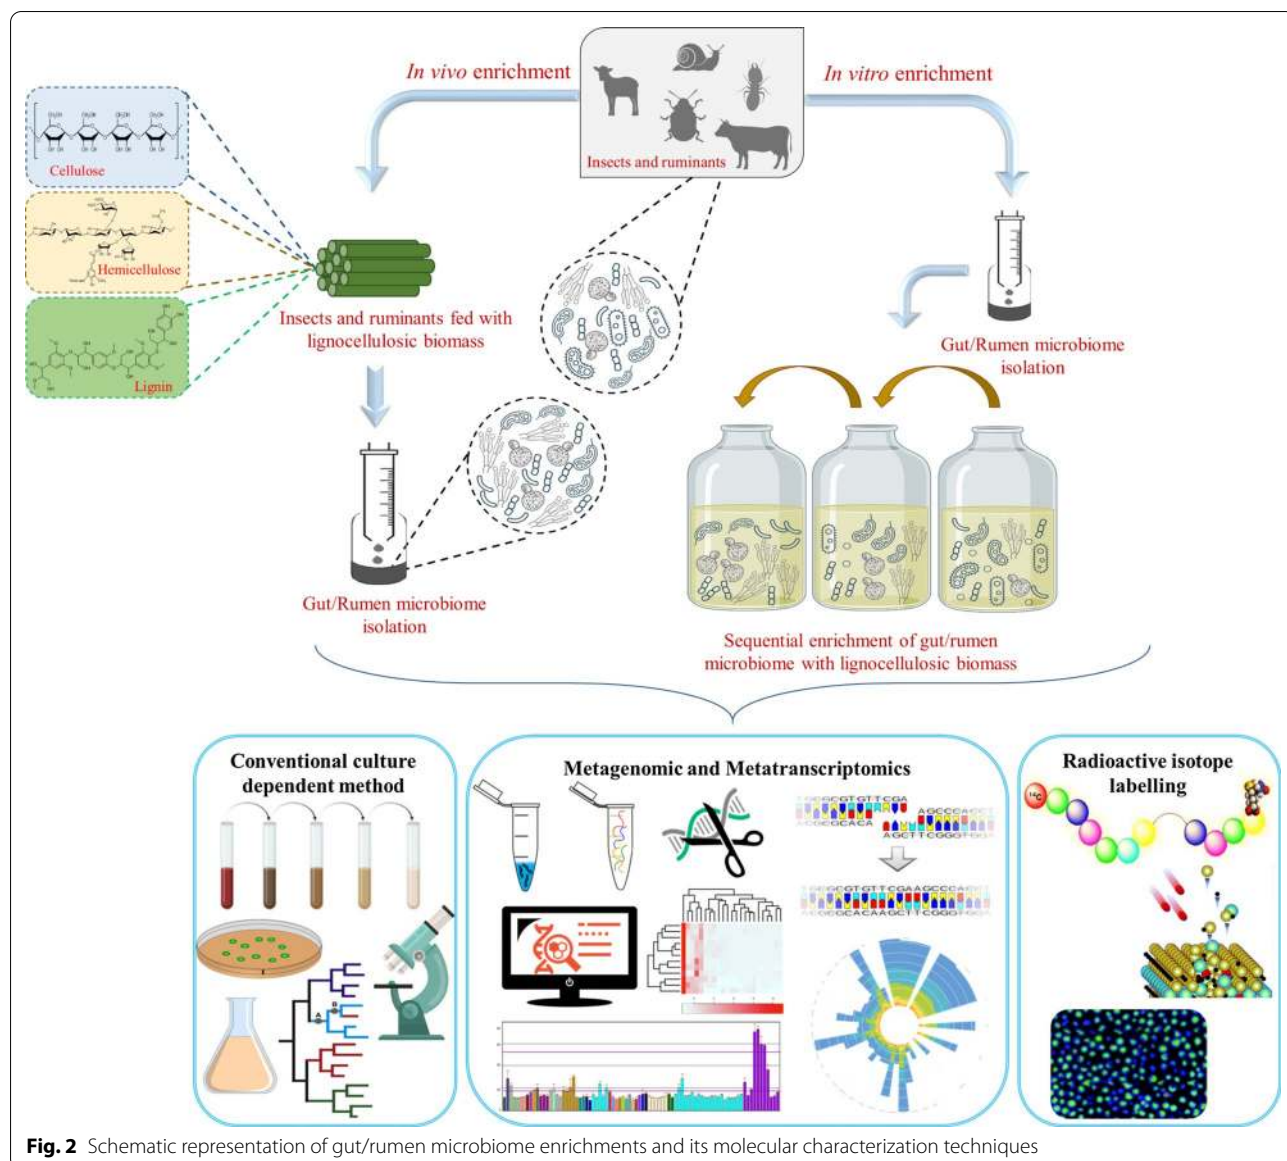 In vivo enrichment
In vitro enrichment
Insects and ruminants
Cellulose
Hemicellulose
Lignin
Insects and ruminants fed with
lignocellulosic biomass
Gut/Rumen microbiome
isolation
Gut/Rumen microbiome
isolation
Sequential enrichment of gut/rumen
microbiome with lignocellulosic biomass
Conventional culture
dependent method
A
B
Metagenomic and Metatranscriptomics
Radioactive isotope
labelling
14C
Fig. 2 Schematic representation of gut/rumen microbiome enrichments and its molecular characterization techniques